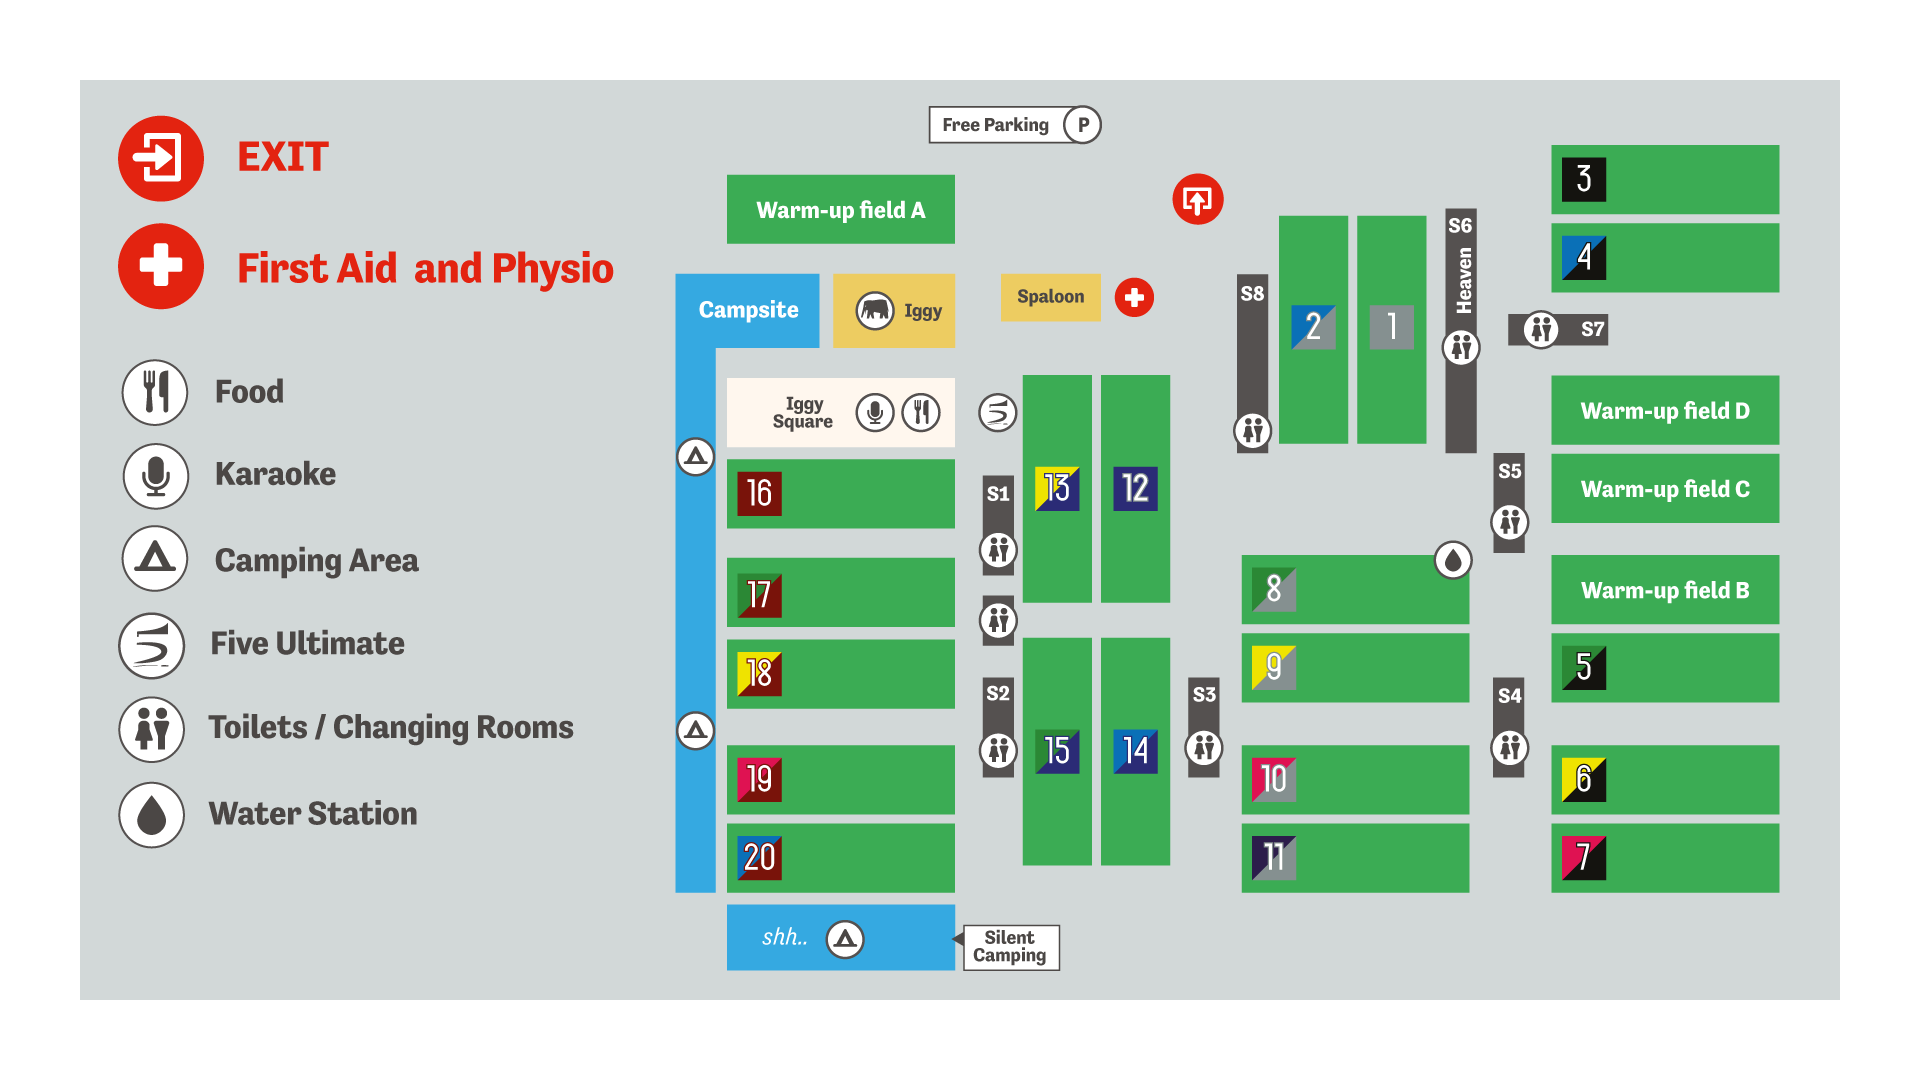 EXIT
First Aid and Physio
Food
Karaoke
Camping Area
Five Ultimate
Toilets / Changing Rooms
Water Station
Free Parking P
Warm-up field A
Campsite
Iggy
Spaloon
Iggy
Square
16
17
18
19
20
shh..
Silent
Camping
S1
S2
13
12
15
14
S3
S8
2
1
S6
Heaven
8
9
10
11
3
4
S7
Warm-up field D
Warm-up field C
S5
Warm-up field B
5
S4
6
7